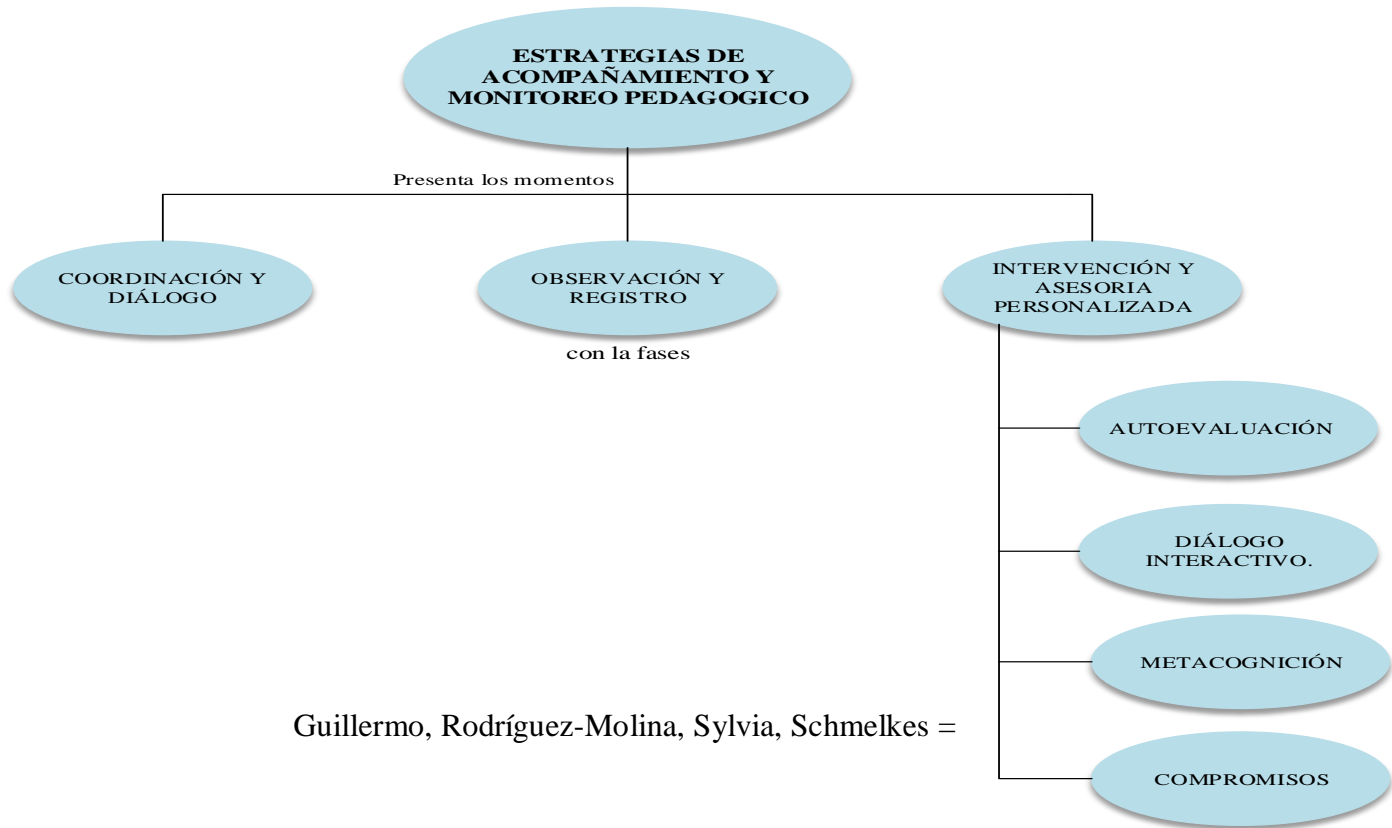 ESTRATEGIAS DE
ACOMPAÑAMIENTO Y
MONITOREO PEDAGOGICO
Presenta los momentos
COORDINACIÓN Y
DIÁLOGO
OBSERVACIÓN Y
REGISTRO
con la fases
INTERVENCIÓN Y
ASESORIA
PERSONALIZADA
AUTOEVALUACIÓN
DIÁLOGO
INTERACTIVO.
METACOGNICIÓN
Guillermo, Rodríguez-Molina, Sylvia, Schmelkes =
COMPROMISOS